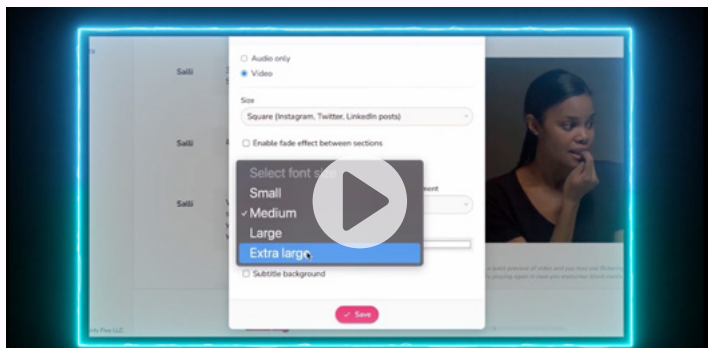 Audio only
Video
Size
Square (Instagram, Twitter, LinkedIn posts)
Salli
Salli
Salli
Enable fade effect between sections
Select font size
Small
✓ Medium
Large
Extra large
Subtitle background
✓ Save